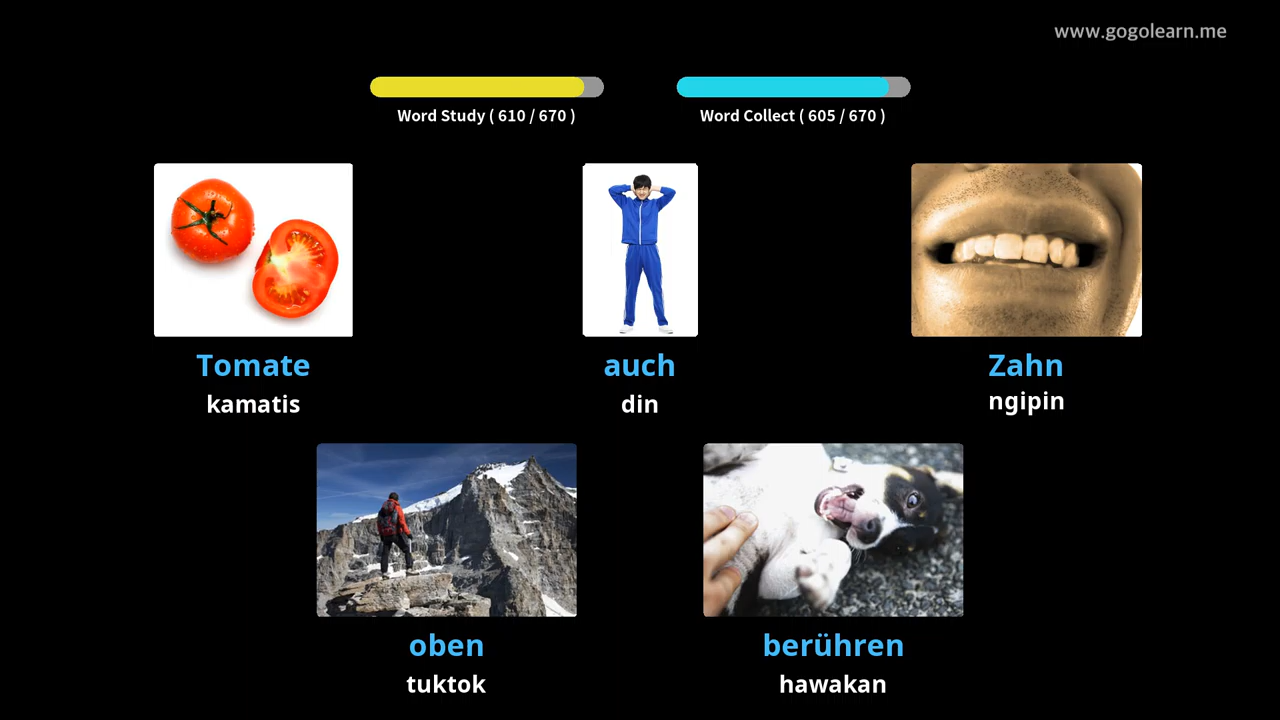 www.gogolearn.me
Word Study ( 610 / 670 )
Word Collect ( 605 / 670 )
Tomate
kamatis
auch
din
Zahn
ngipin
oben
tuktok
berühren
hawakan